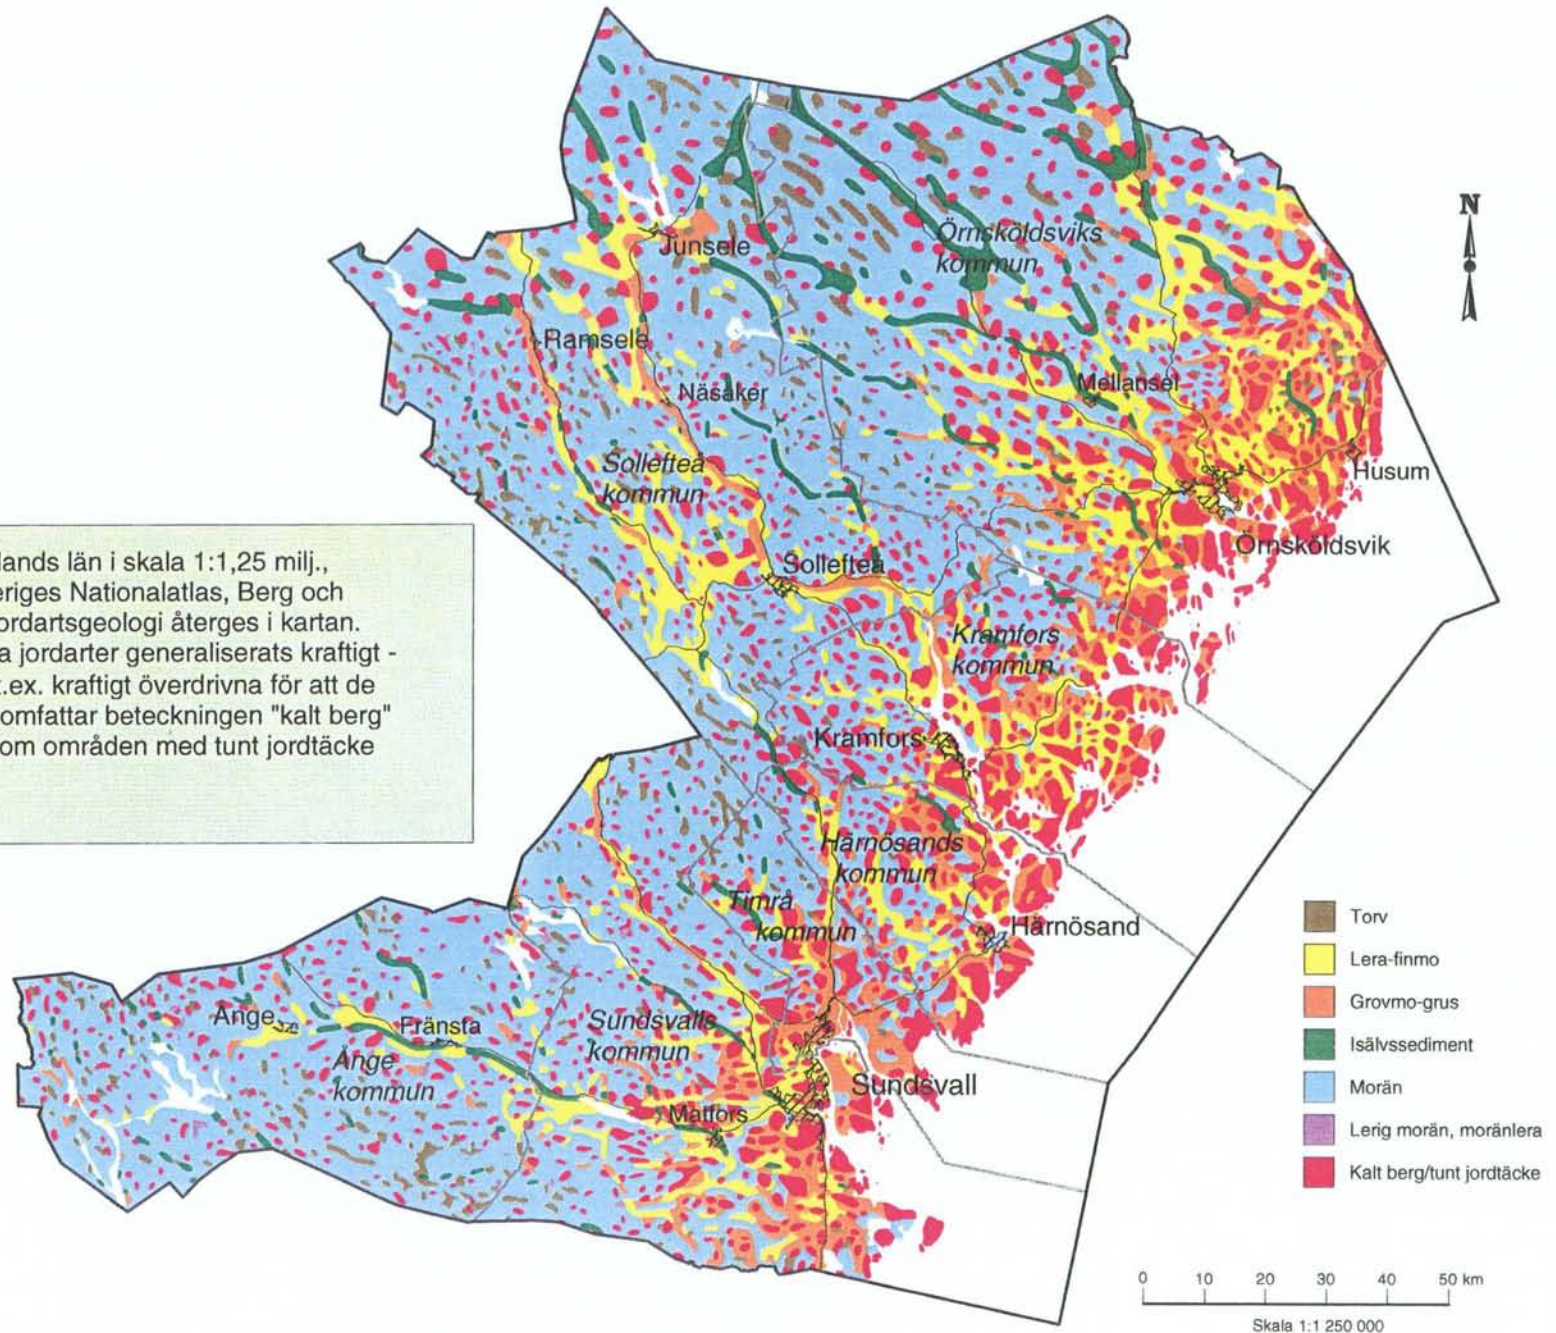 lands län i skala 1:1,25 milj.,
eriges Nationalatlas, Berg och
ordartsgeologi återges i kartan.
a jordarter generaliserats kraftigt -
t.ex. kraftigt överdrivna för att de
omfattar beteckningen "kalt berg"
om områden med tunt jordtäcke
N
Junsele
Örnsköldsviks
kommun
Ramsele
Näsåker
Mellansel
Sollefteå
kommun
Husum
Örnsköldsvik
Sollefteå
Kramfors
kommun
Kramfors
Härnösands
kommun
Timrå
kommun
Härnösand
Ånge
Fränsta
Ånge
kommun
Sundsvalls
kommun
Sundsvall
Matfors
Torv
Lera-finmo
Grovmo-grus
Isälvssediment
Morän
Lerig morän, moränlera
Kalt berg/tunt jordtäcke
0 10 20 30 40 50 km
Skala 1:1 250 000